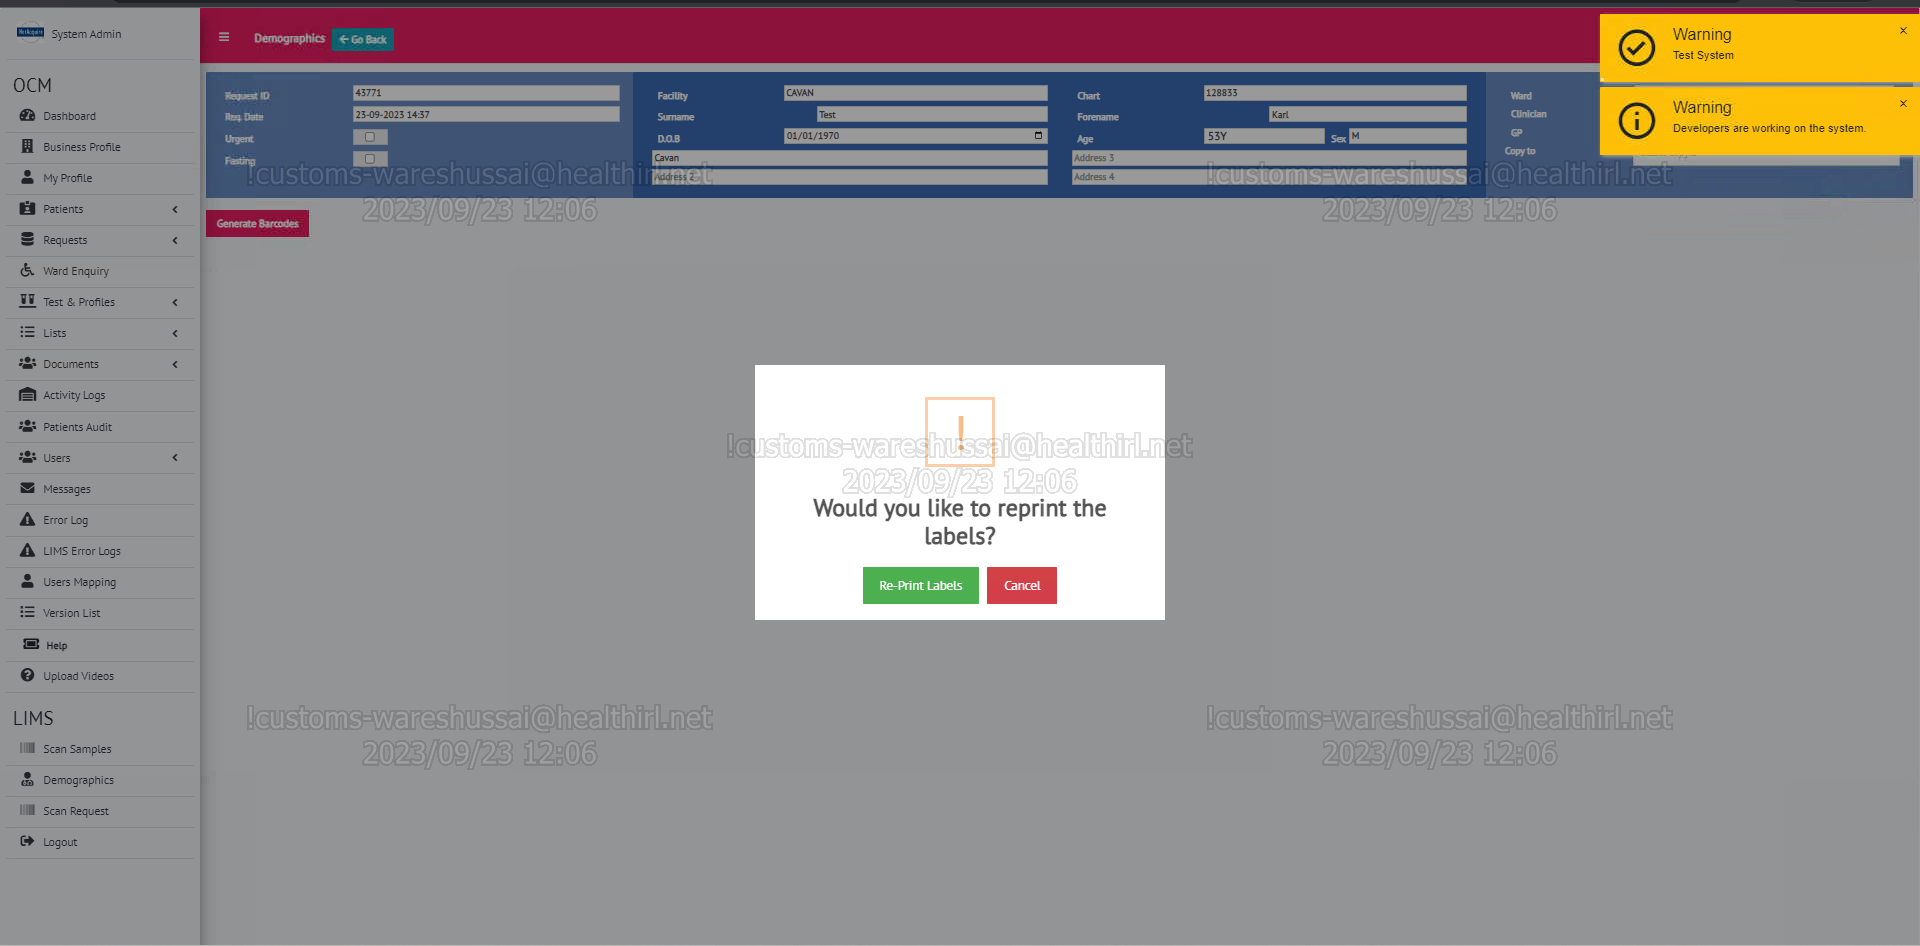 System Admin
OCM
Dashboard
Business Profile
My Profile
Patients
Requests
Ward Enquiry
Test & Profiles
Lists
Documents
Activity Logs
Patients Audit
Users
Messages
Error Log
LIMS Error Logs
Users Mapping
Version List
Help
Upload Videos
LIMS
Scan Samples
Demographics
Scan Request
Logout
Demographics Go Back
Request ID 43771
Req. Date 23-09-2023 14:37
Urgent
Fasting
Facility CAVAN
Surname Test
D.O.B 01/01/1970
Cavan
Address 2
Chart 128833
Forename Karl
Age 53Y Sex M
Address 3
Address 4
Ward
Clinician
GP
Copy to
Warning
Test System
Warning
Developers are working on the system.
Generate Barcodes
!customs-wareshussai@healthirl.net
2023/09/23 12:06
!customs-wareshussai@healthirl.net
2023/09/23 12:06
!
!customs-wareshussai@healthirl.net
2023/09/23 12:06
Would you like to reprint the
labels?
Re-Print Labels Cancel
!customs-wareshussai@healthirl.net
2023/09/23 12:06
!customs-wareshussai@healthirl.net
2023/09/23 12:06